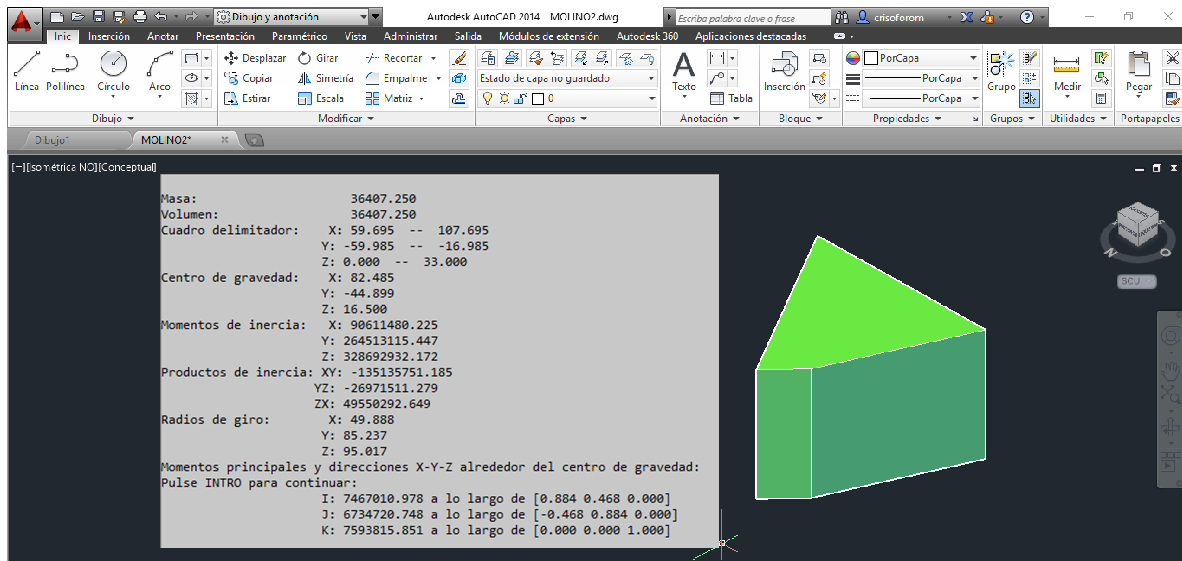 Dibujo y anotación
Autodesk AutoCAD 2014 MOLINO2.dwg
Escriba palabra clave o frase
crisoforom
Inic Inserción Anotar Presentación Paramétrico Vista Administrar Salida Módulos de extensión Autodesk 360 Aplicaciones destacadas
Línea Polilínea Círculo Arco
Desplazar Girar Recortar
Copiar Simetría Empalme
Estirar Escala Matriz
Estado de capa no guardado
0
Texto
Tabla
Inserción
PorCapa
PorCapa
PorCapa
Grupo
Medir
Pegar
Dibujo Modificar Capas Anotación Bloque Propiedades Grupos Utilidades Portapapeles
Dibujo* MOLINO2*
[−][Isométrica NO][Conceptual]
Masa: 36407.250
Volumen: 36407.250
Cuadro delimitador: X: 59.695 -- 107.695
Y: -59.985 -- -16.985
Z: 0.000 -- 33.000
Centro de gravedad: X: 82.485
Y: -44.899
Z: 16.500
Momentos de inercia: X: 90611480.225
Y: 264513115.447
Z: 328692932.172
Productos de inercia: XY: -135135751.185
YZ: -26971511.279
ZX: 49550292.649
Radios de giro: X: 49.888
Y: 85.237
Z: 95.017
Momentos principales y direcciones X-Y-Z alrededor del centro de gravedad:
Pulse INTRO para continuar:
I: 7467010.978 a lo largo de [0.884 0.468 0.000]
J: 6734720.748 a lo largo de [-0.468 0.884 0.000]
K: 7593815.851 a lo largo de [0.000 0.000 1.000]
N
O
SCU